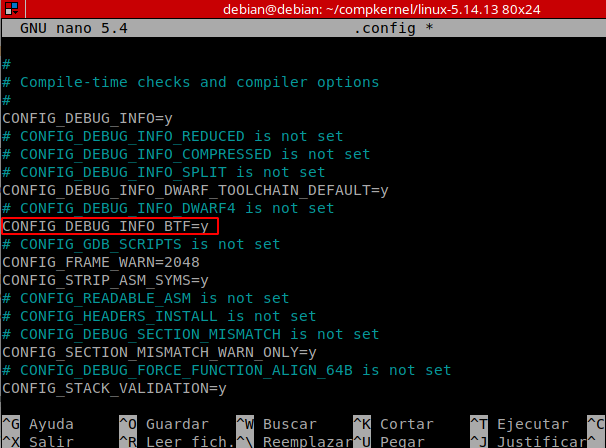 debian@debian: ~/compkernel/linux-5.14.13 80x24
GNU nano 5.4 .config *
#
# Compile-time checks and compiler options
#
CONFIG_DEBUG_INFO=y
# CONFIG_DEBUG_INFO_REDUCED is not set
# CONFIG_DEBUG_INFO_COMPRESSED is not set
# CONFIG_DEBUG_INFO_SPLIT is not set
CONFIG_DEBUG_INFO_DWARF_TOOLCHAIN_DEFAULT=y
# CONFIG_DEBUG_INFO_DWARF4 is not set
CONFIG_DEBUG_INFO_BTF=y
# CONFIG_GDB_SCRIPTS is not set
CONFIG_FRAME_WARN=2048
CONFIG_STRIP_ASM_SYMS=y
# CONFIG_READABLE_ASM is not set
# CONFIG_HEADERS_INSTALL is not set
# CONFIG_DEBUG_SECTION_MISMATCH is not set
CONFIG_SECTION_MISMATCH_WARN_ONLY=y
# CONFIG_DEBUG_FORCE_FUNCTION_ALIGN_64B is not set
CONFIG_STACK_VALIDATION=y
^G Ayuda ^O Guardar ^W Buscar ^K Cortar ^T Ejecutar ^C
^X Salir ^R Leer fich. ^\ Reemplazar ^U Pegar ^J Justificar ^